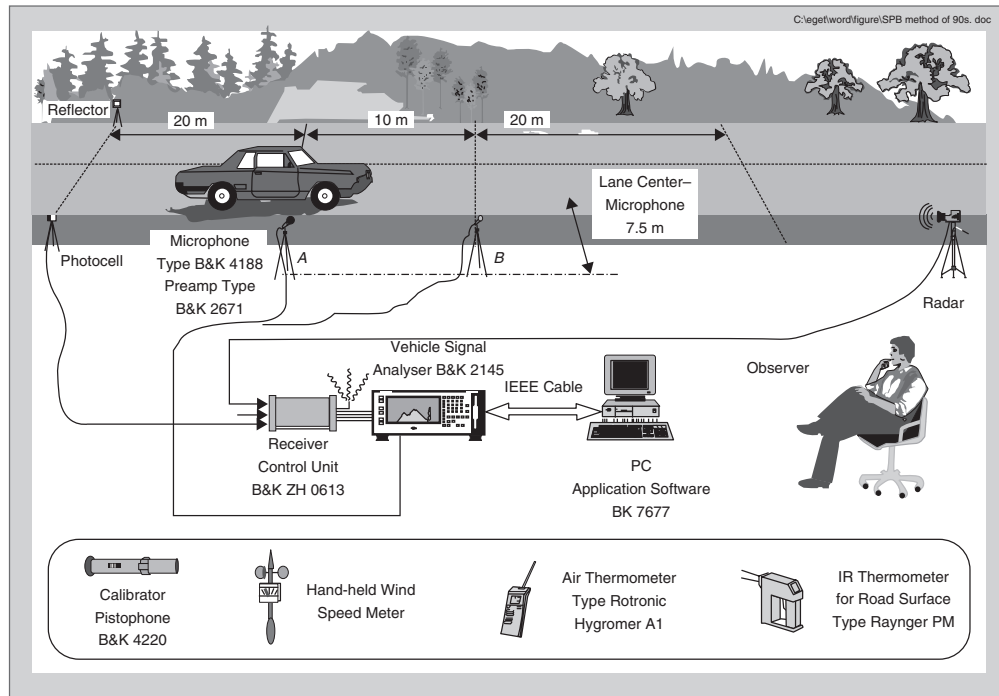 C:\eget\word\figure\SPB method of 90s. doc
Reflector
20 m
10 m
20 m
Lane Center–
Microphone
7.5 m
Photocell
Microphone
Type B&K 4188
Preamp Type
B&K 2671
A
B
Radar
Vehicle Signal
Analyser B&K 2145
IEEE Cable
Observer
Receiver
Control Unit
B&K ZH 0613
PC
Application Software
BK 7677
Calibrator
Pistophone
B&K 4220
Hand-held Wind
Speed Meter
Air Thermometer
Type Rotronic
Hygromer A1
IR Thermometer
for Road Surface
Type Raynger PM